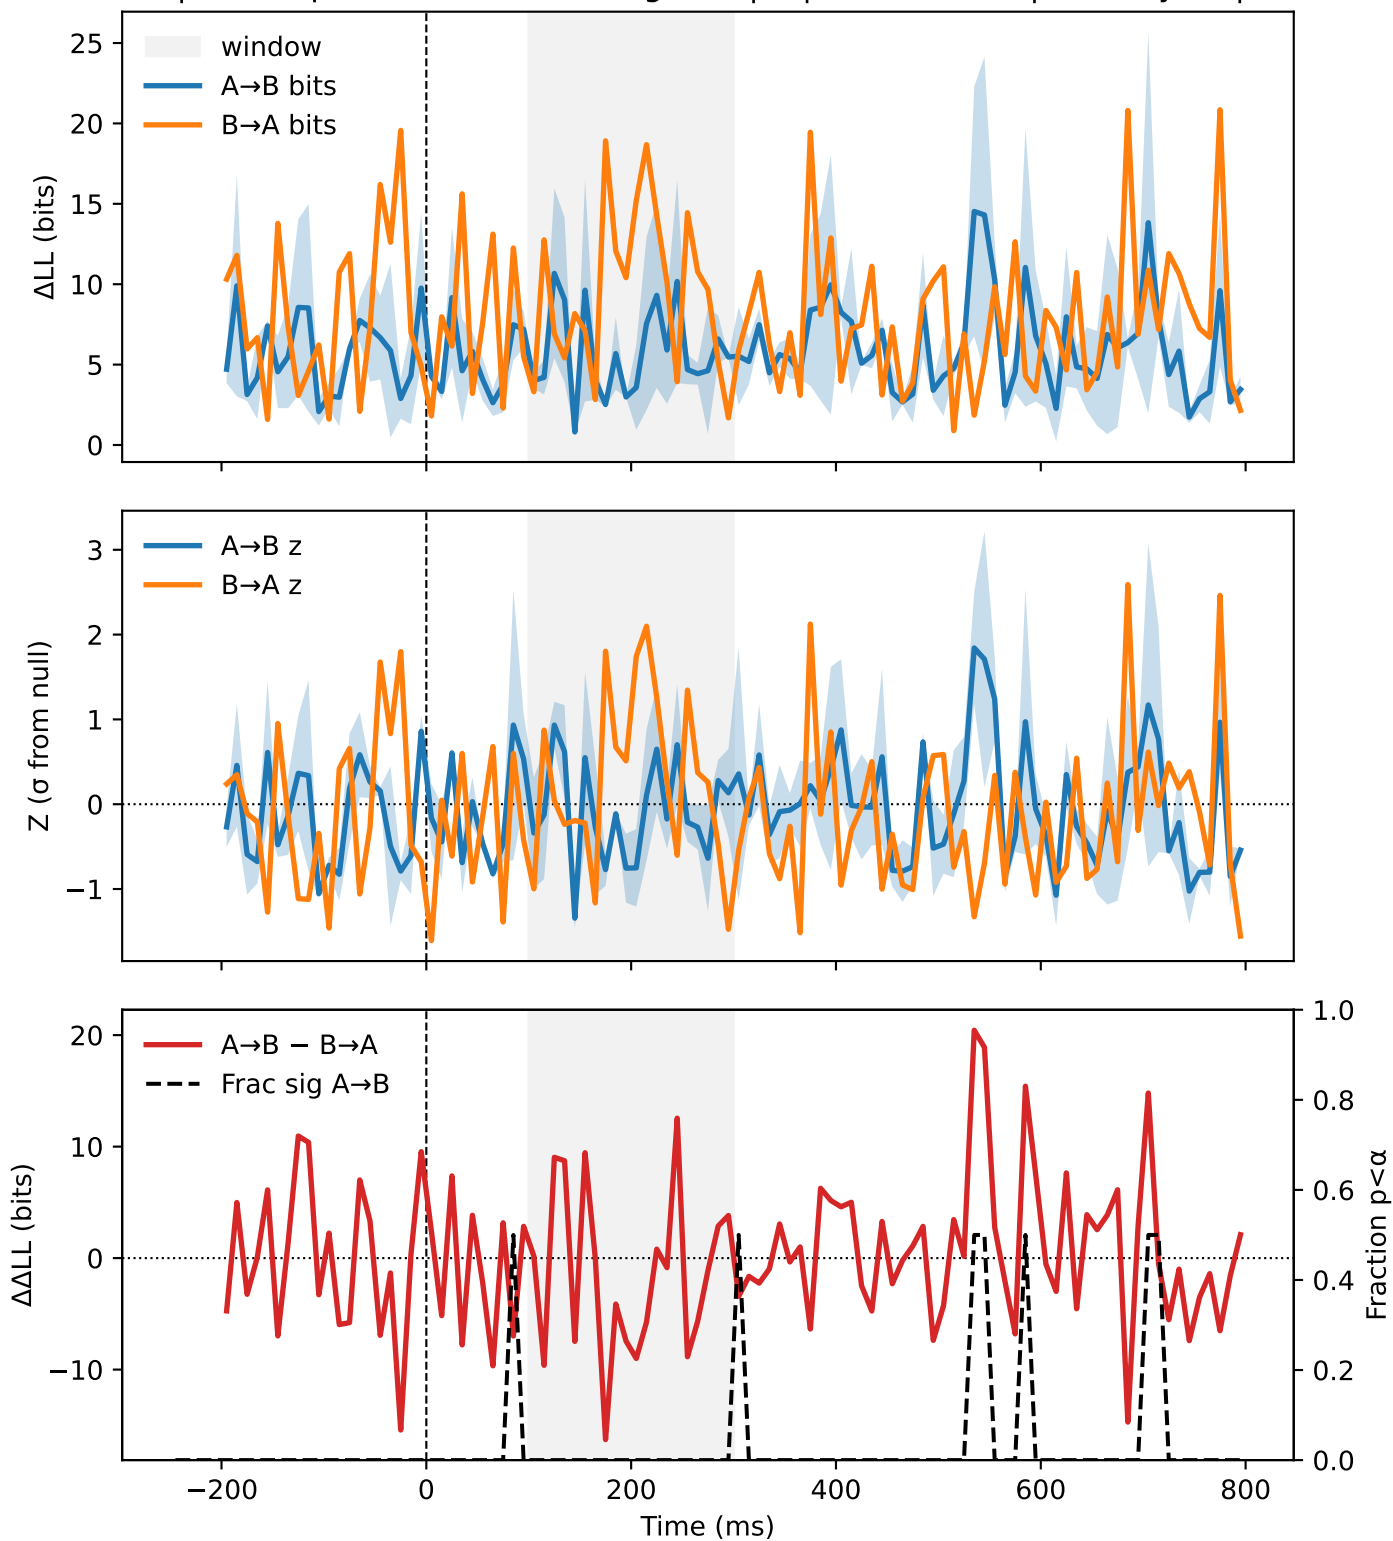 25
20
15
10
5
0
ΔLL (bits)
window
A→B bits
B→A bits
3
2
1
0
−1
Z (σ from null)
A→B z
B→A z
20
10
0
−10
ΔΔLL (bits)
A→B − B→A
Frac sig A→B
1.0
0.8
0.6
0.4
0.2
0.0
Fraction p<α
−200 0 200 400 600 800
Time (ms)